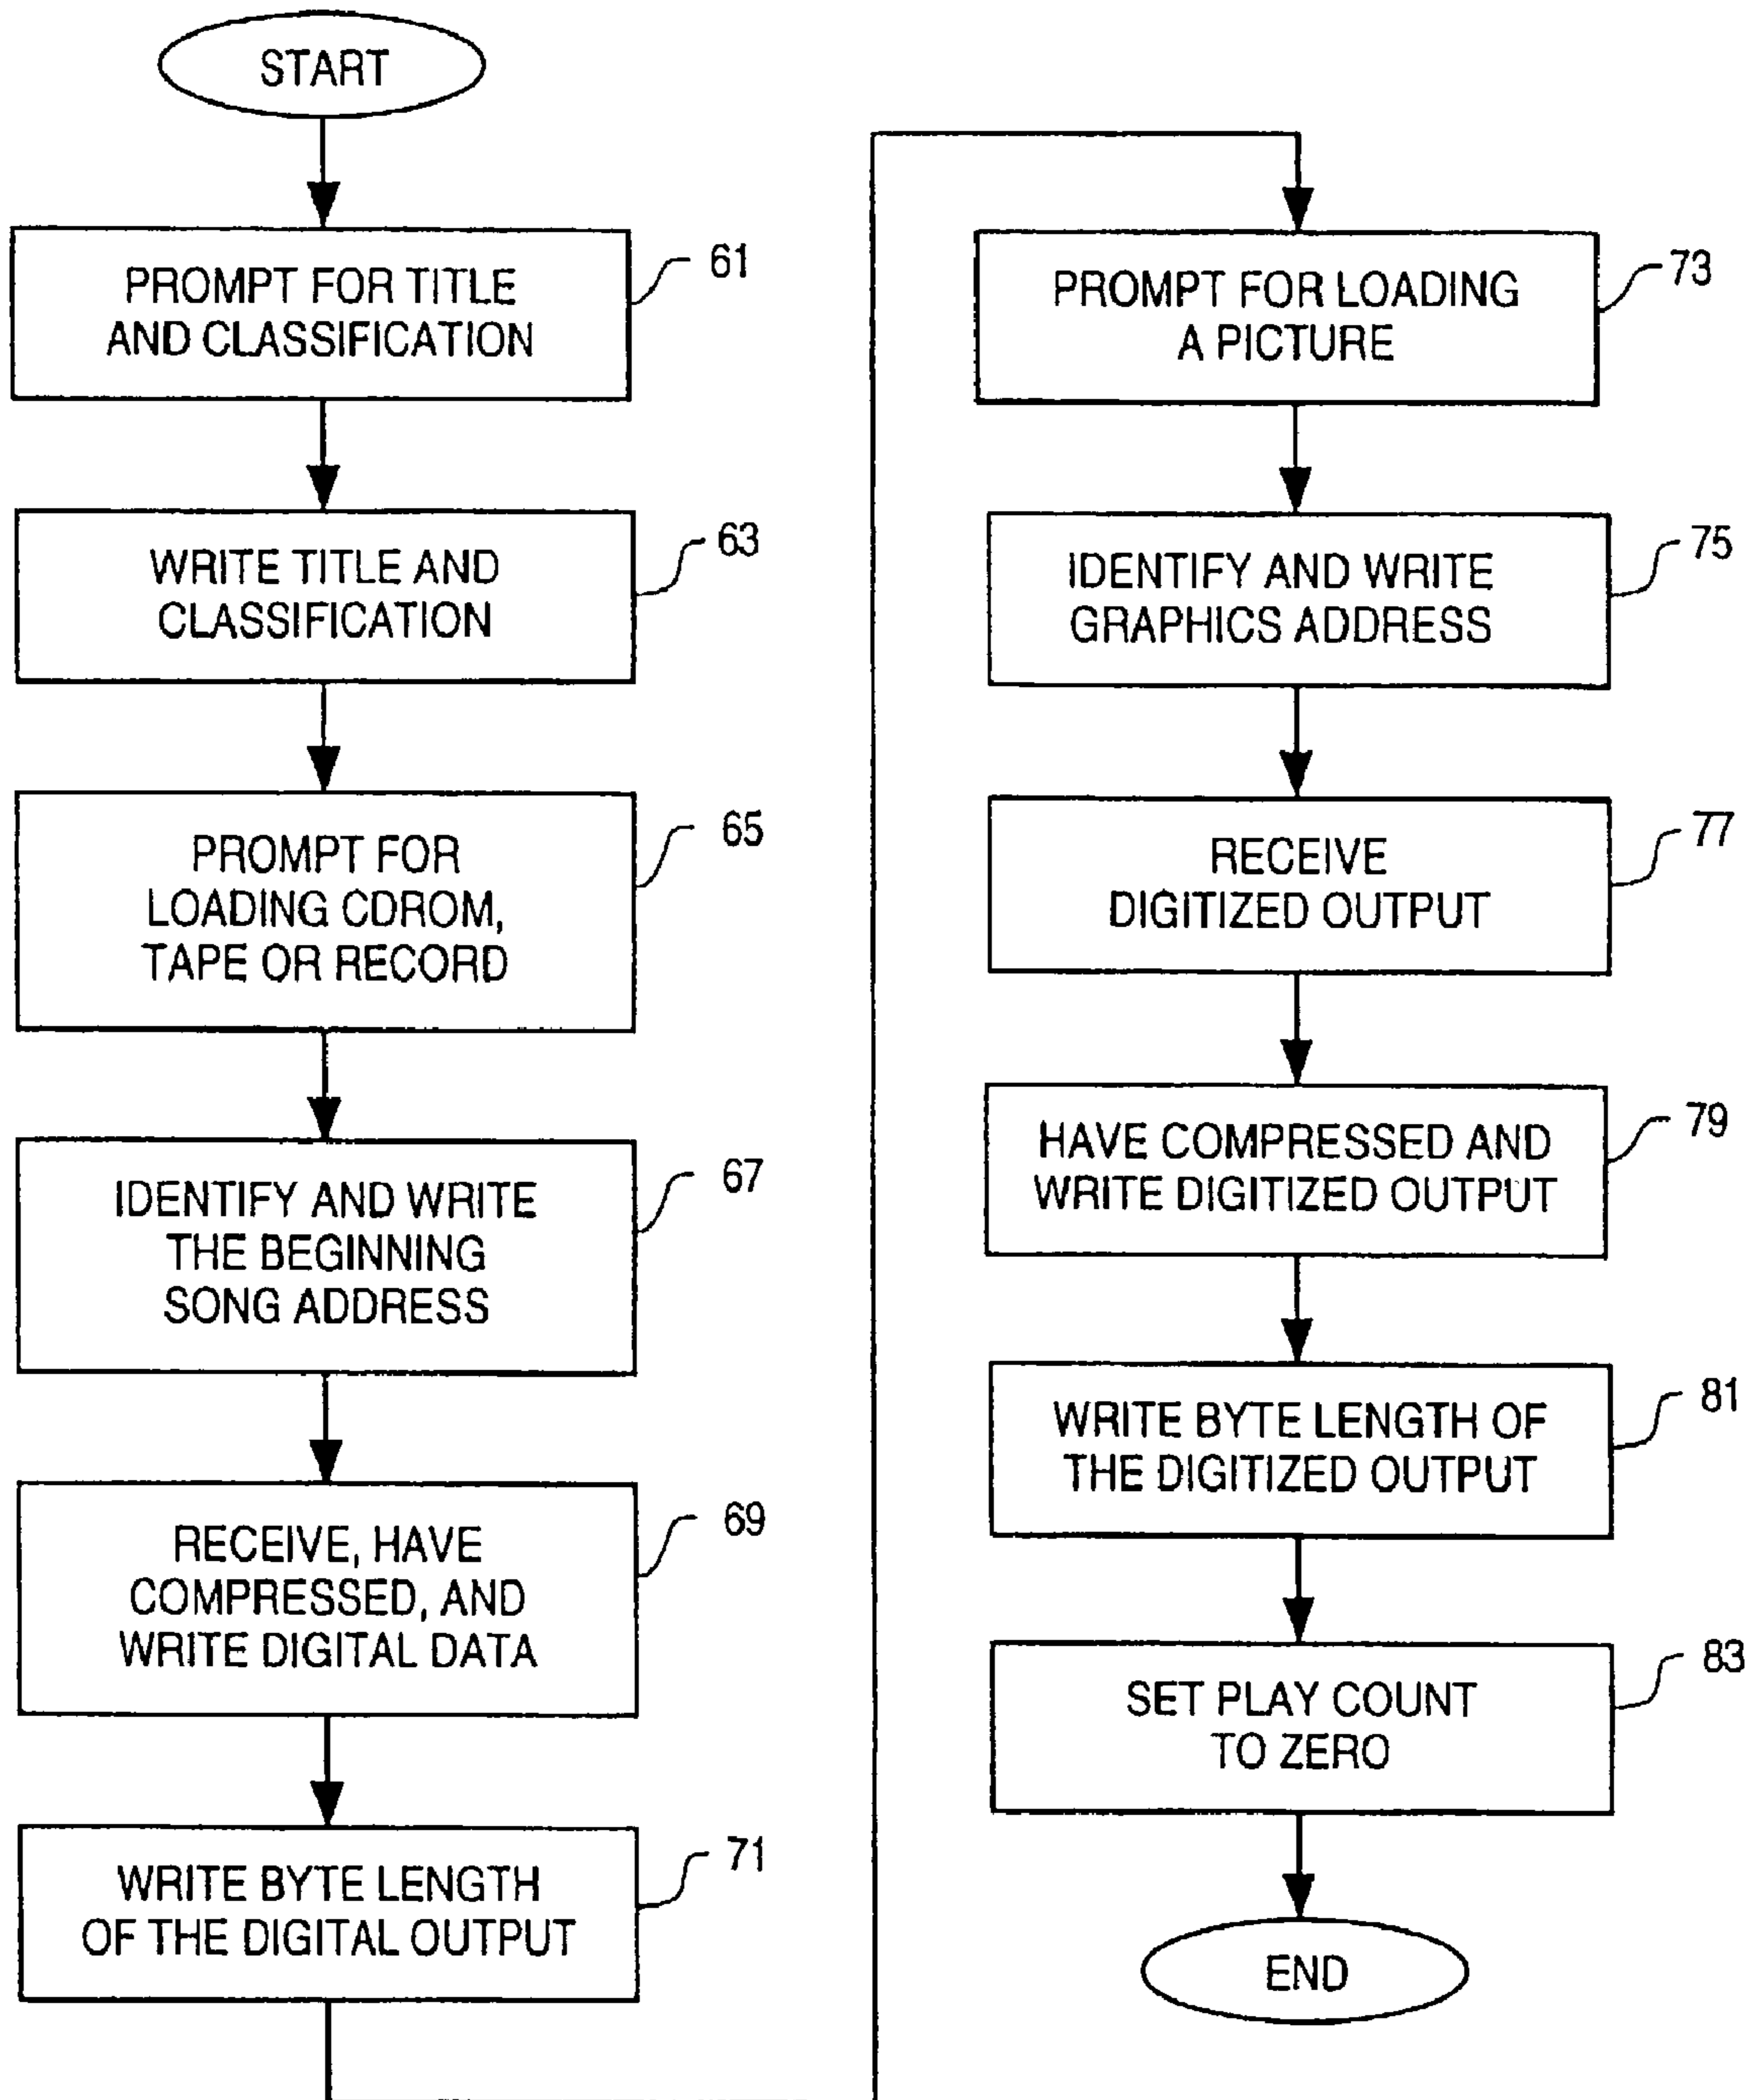 START
PROMPT FOR TITLE
AND CLASSIFICATION
61
WRITE TITLE AND
CLASSIFICATION
63
PROMPT FOR
LOADING CDROM,
TAPE OR RECORD
65
IDENTIFY AND WRITE
THE BEGINNING
SONG ADDRESS
67
RECEIVE, HAVE
COMPRESSED, AND
WRITE DIGITAL DATA
69
WRITE BYTE LENGTH
OF THE DIGITAL OUTPUT
71
PROMPT FOR LOADING
A PICTURE
73
IDENTIFY AND WRITE
GRAPHICS ADDRESS
75
RECEIVE
DIGITIZED OUTPUT
77
HAVE COMPRESSED AND
WRITE DIGITIZED OUTPUT
79
WRITE BYTE LENGTH OF
THE DIGITIZED OUTPUT
81
SET PLAY COUNT
TO ZERO
83
END